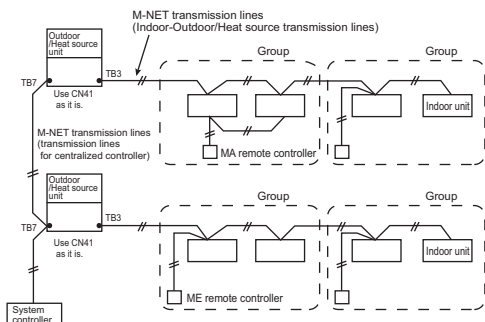 M-NET transmission lines
(Indoor-Outdoor/Heat source transmission lines)
Outdoor
/Heat source
unit
Group
Group
TB7
TB3
Use CN41
as it is.
Indoor unit
MA remote controller
M-NET transmission lines
(transmission lines
for centralized controller)
Outdoor
/Heat source
unit
Group
Group
TB7
TB3
Use CN41
as it is.
Indoor unit
ME remote controller
System
controller